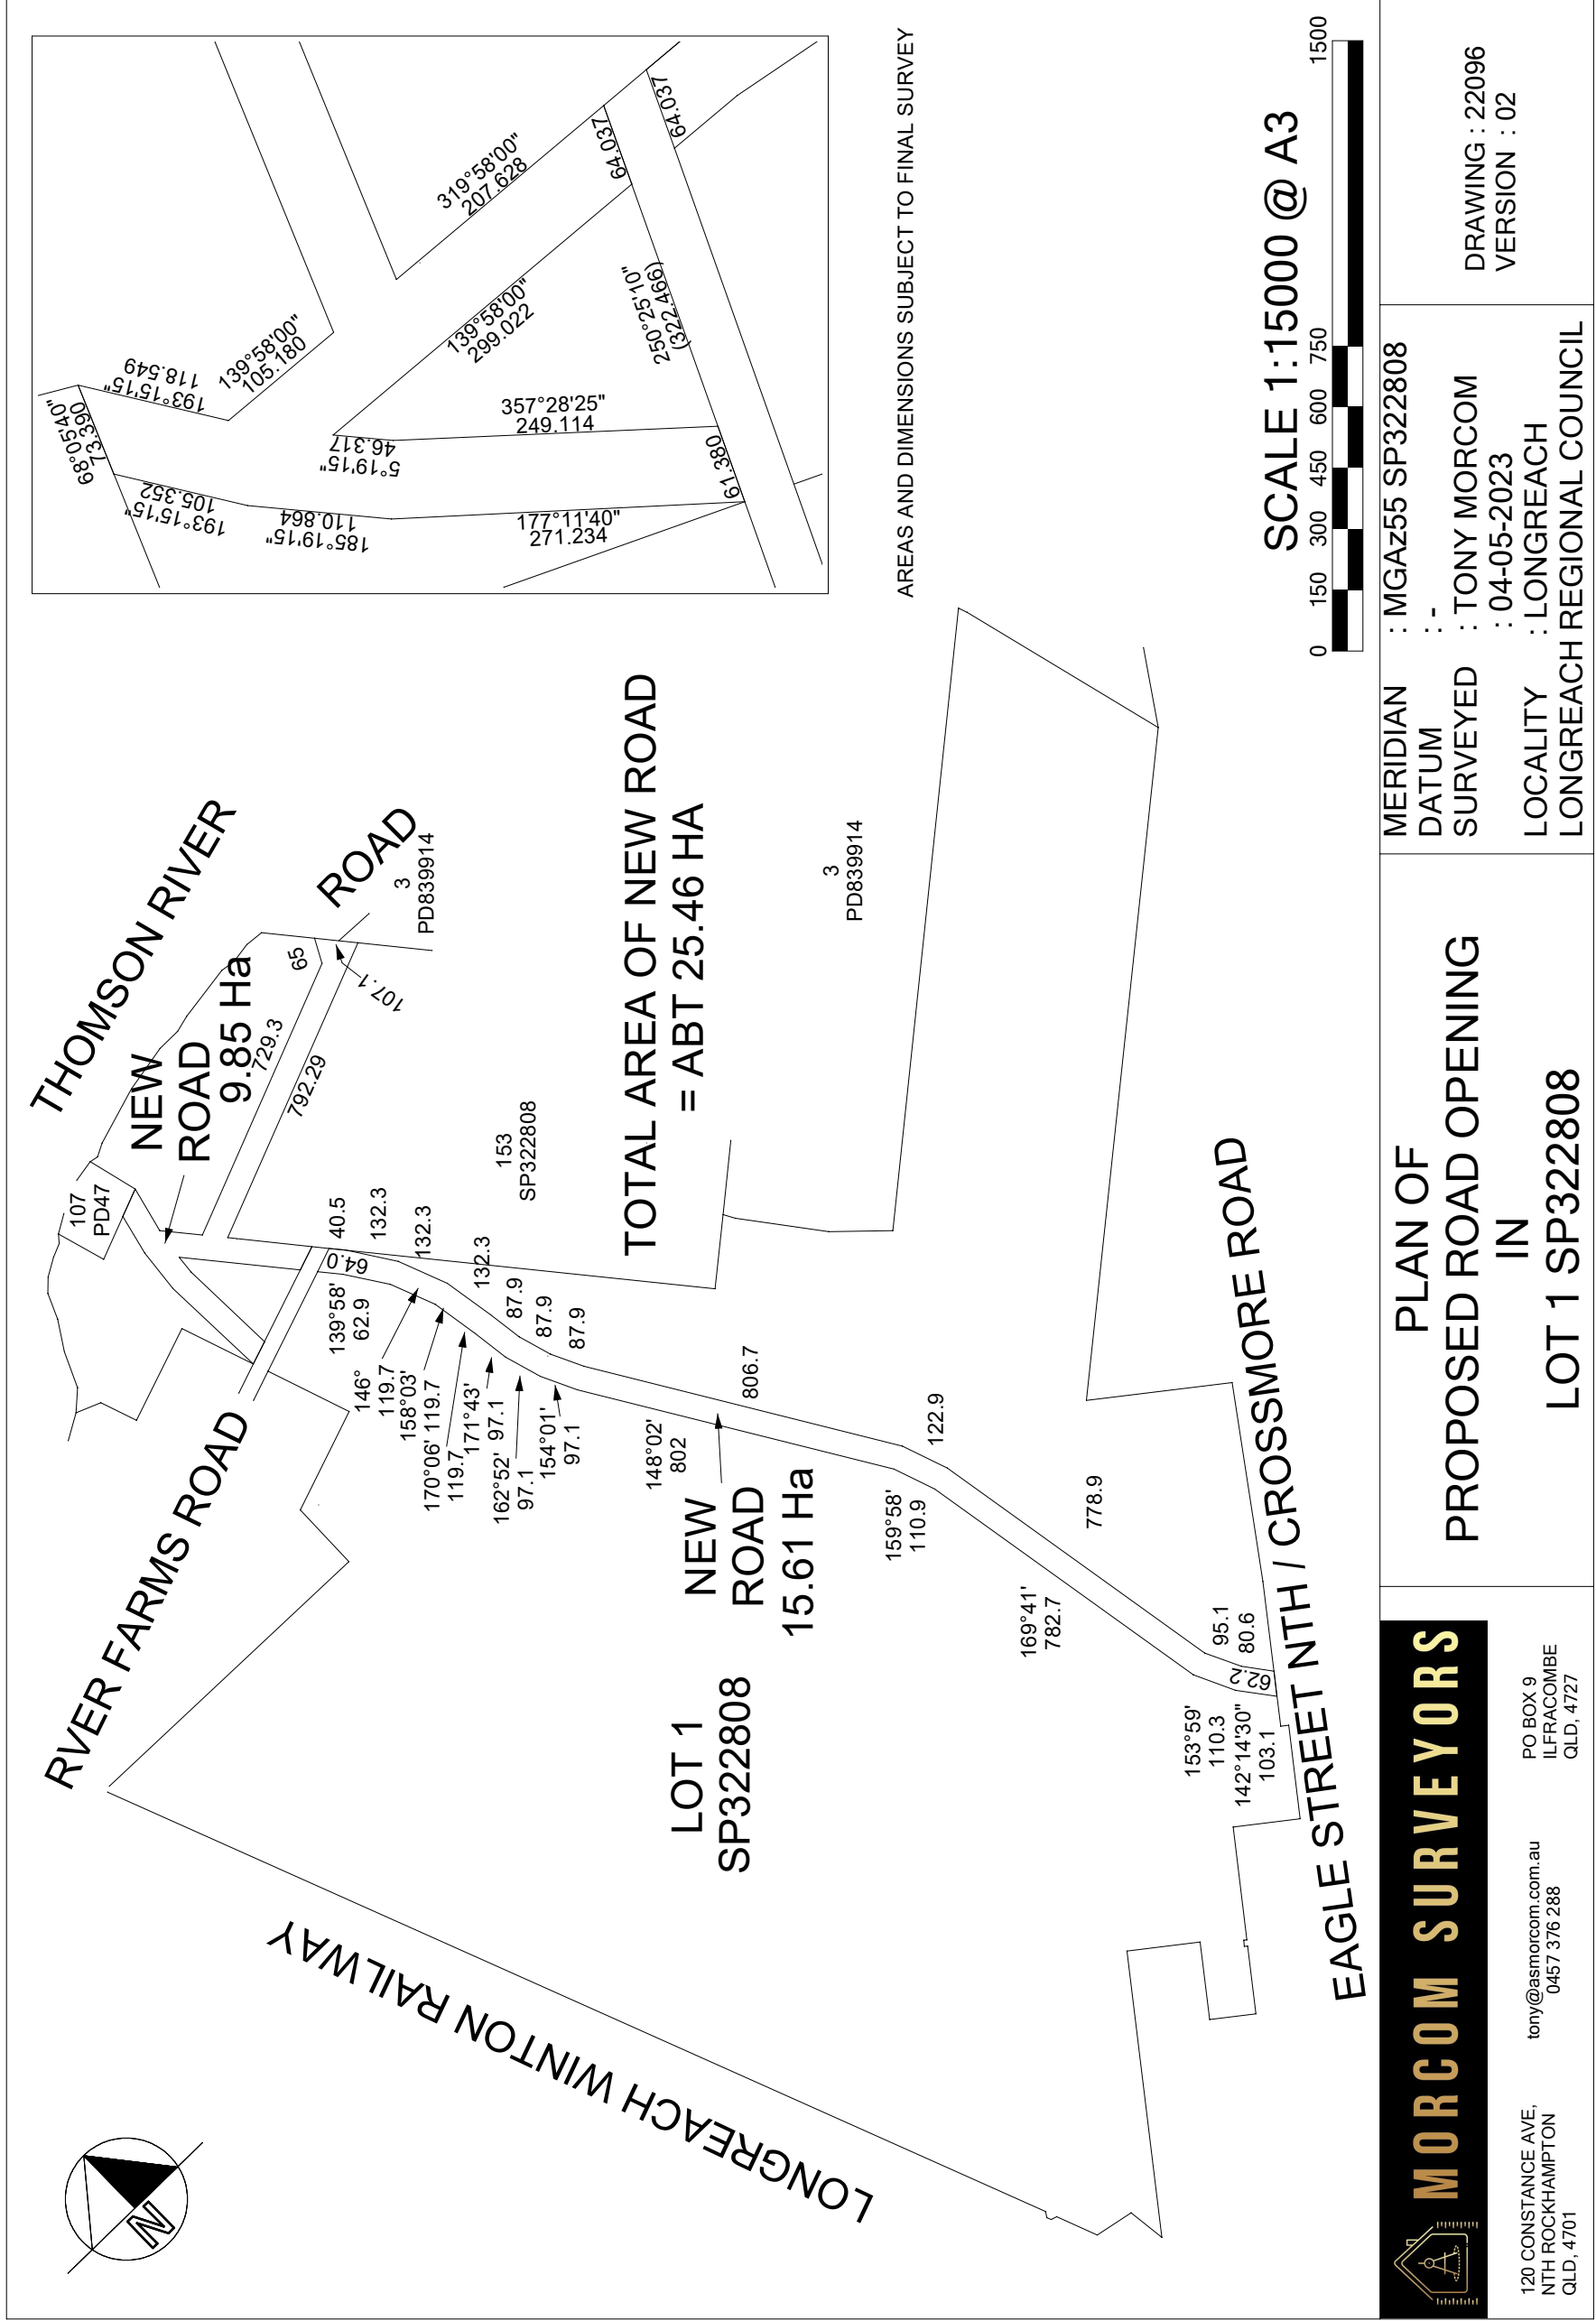 THOMSON RIVER
NEW
ROAD
9.85 Ha
107
PD47
65
729.3
792.29
107.1
ROAD
3
PD839914
RVER FARMS ROAD
40.5
132.3
132.3
132.3
87.9
87.9
87.9
64.0
139°58'
62.9
146°
119.7
158°03'
119.7
170°06'
119.7
171°43'
97.1
162°52'
97.1
154°01'
97.1
153
SP322808
148°02'
802
806.7
NEW
ROAD
15.61 Ha
TOTAL AREA OF NEW ROAD
= ABT 25.46 HA
3
PD839914
LOT 1
SP322808
159°58'
110.9
122.9
169°41'
782.7
778.9
153°59'
110.3
142°14'30"
103.1
95.1
80.6
62.2
LONGREACH WINTON RAILWAY
EAGLE STREET NTH / CROSSMORE ROAD
N
68°05'40"
73.390
193°15'15"
118.549
139°58'00"
105.180
319°58'00"
207.628
64.037
64.037
193°15'15"
105.352
185°19'15"
110.864
5°19'15"
46.317
139°58'00"
299.022
357°28'25"
249.114
177°11'40"
271.234
61.380
250°25'10"
(322.466)
AREAS AND DIMENSIONS SUBJECT TO FINAL SURVEY
SCALE 1:15000 @ A3
0 150 300 450 600 750 1500
MORCOM SURVEYORS
120 CONSTANCE AVE,
NTH ROCKHAMPTON
QLD, 4701
tony@asmorcom.com.au
0457 376 288
PO BOX 9
ILFRACOMBE
QLD, 4727
PLAN OF
PROPOSED ROAD OPENING
IN
LOT 1 SP322808
MERIDIAN : MGAz55 SP322808
DATUM : -
SURVEYED : TONY MORCOM
: 04-05-2023
LOCALITY : LONGREACH
LONGREACH REGIONAL COUNCIL
DRAWING : 22096
VERSION : 02